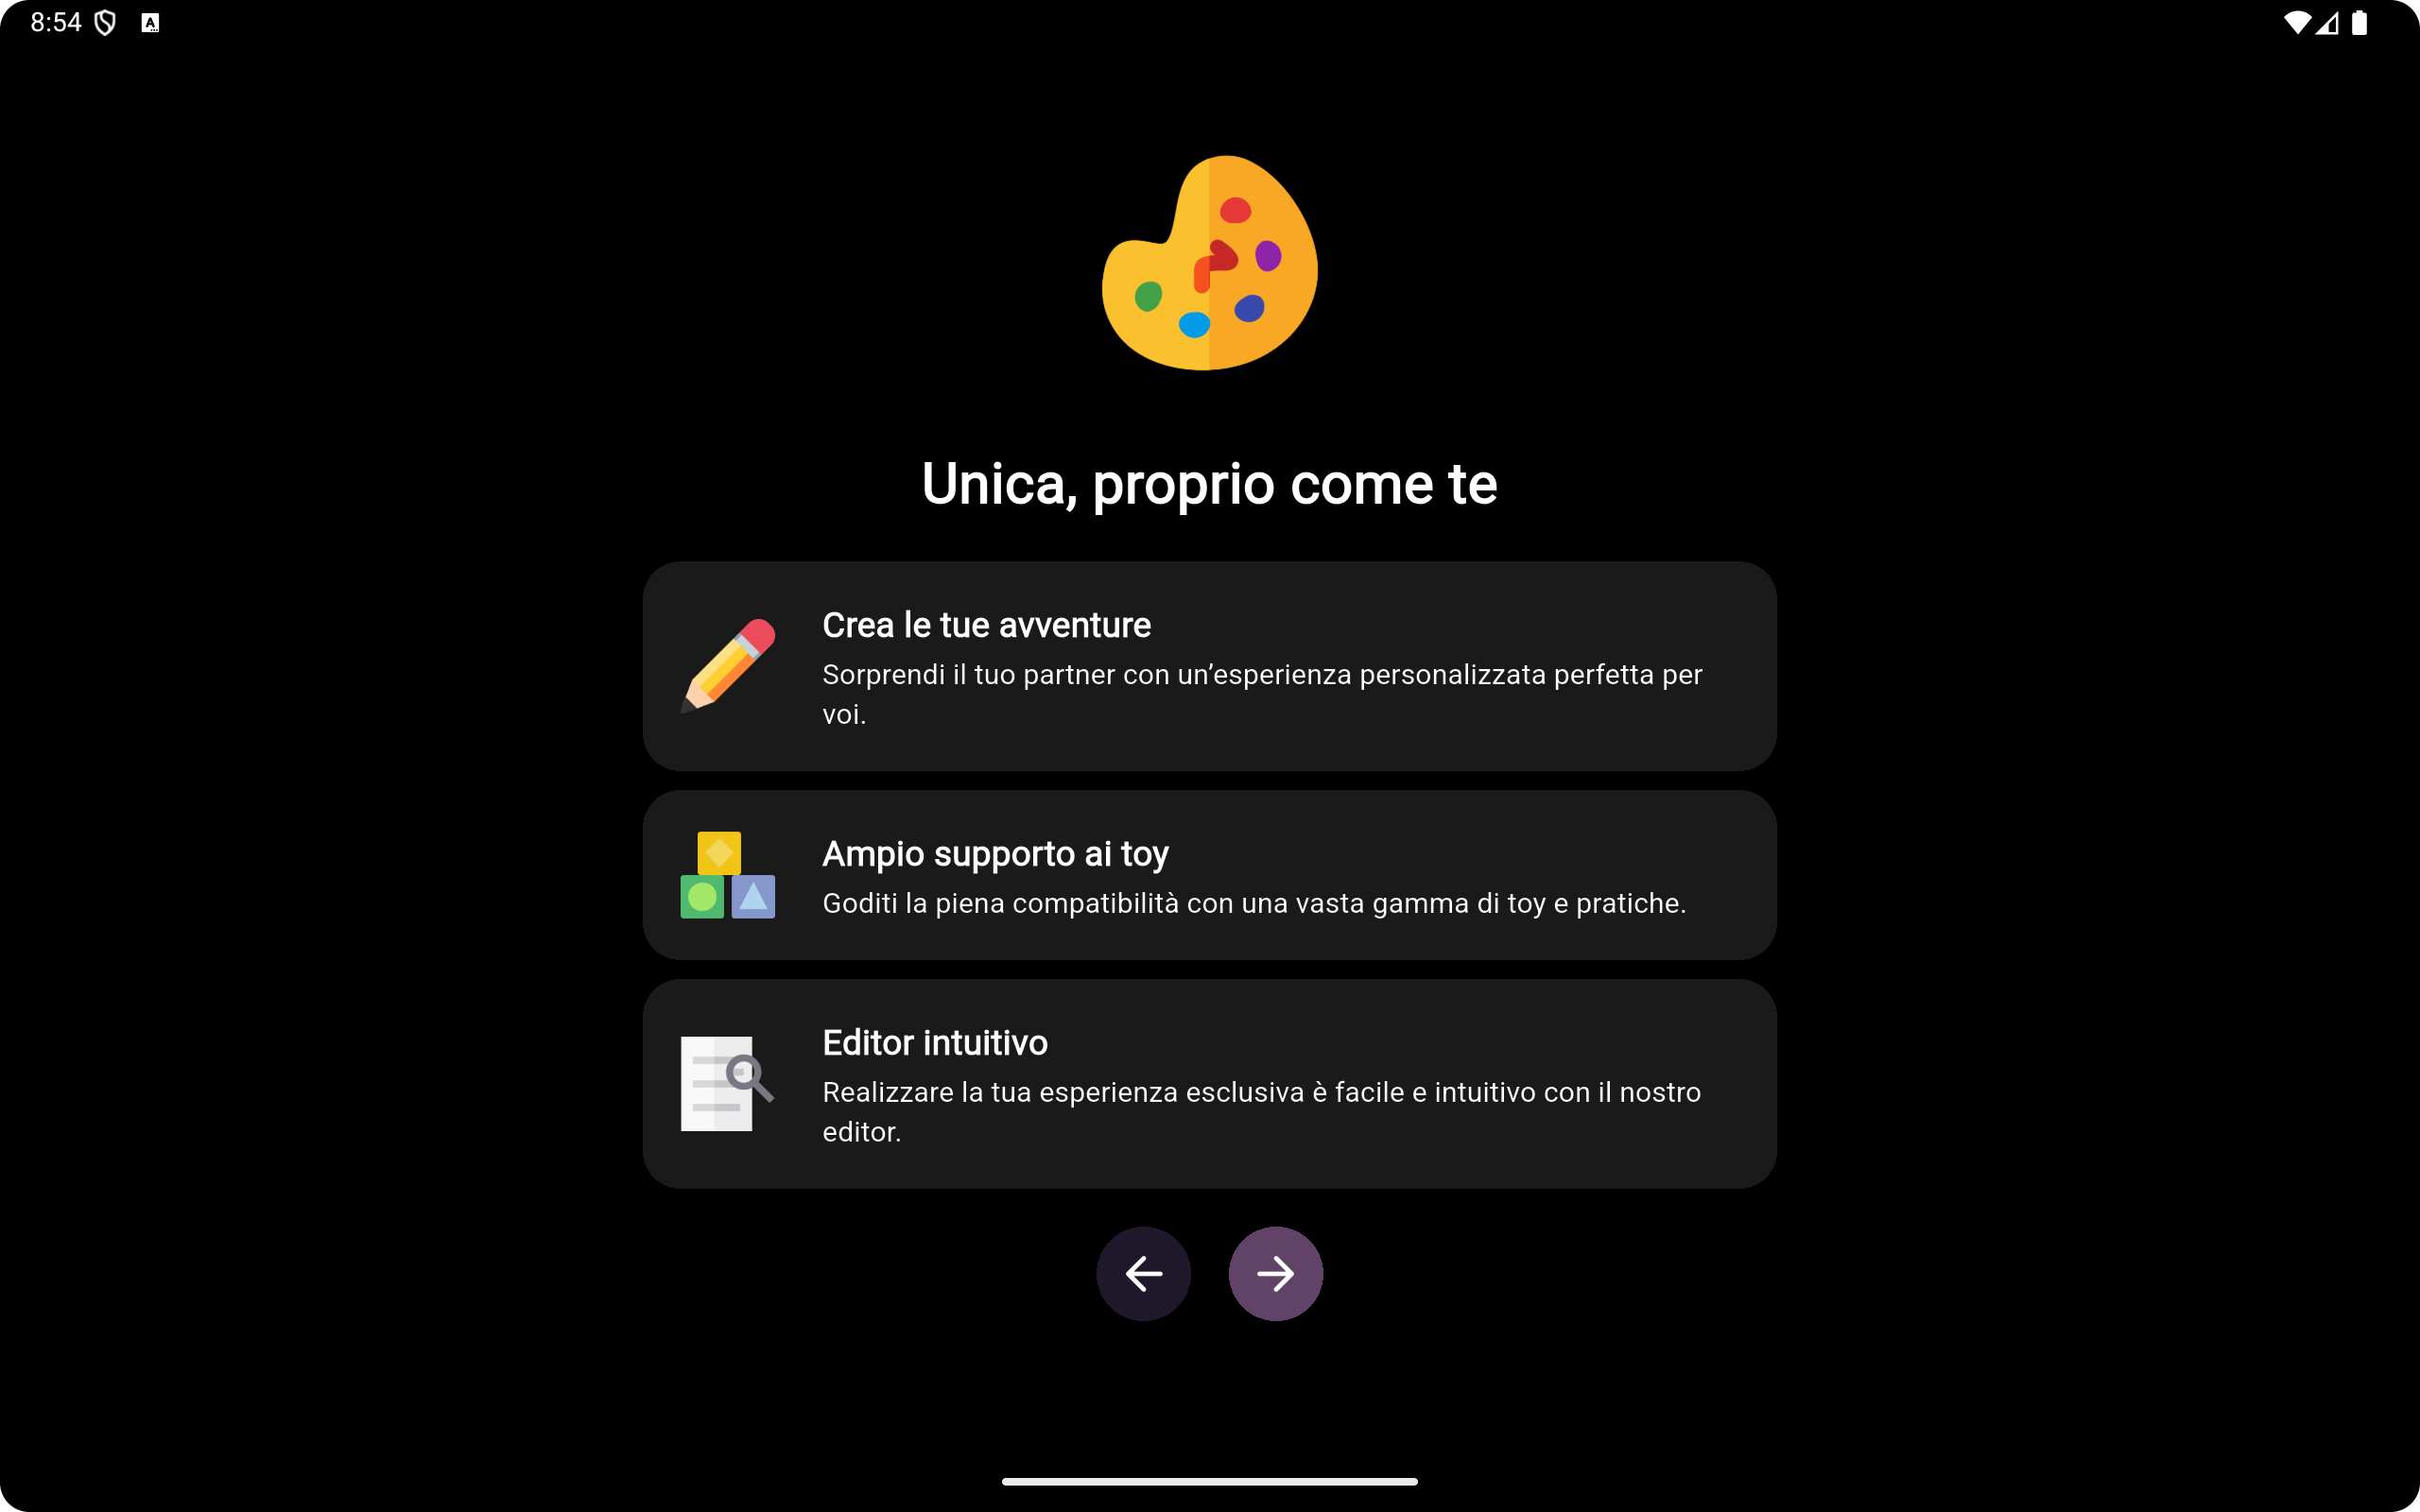 8:54
Unica, proprio come te
Crea le tue avventure
Sorprendi il tuo partner con un’esperienza personalizzata perfetta per
voi.
Ampio supporto ai toy
Goditi la piena compatibilità con una vasta gamma di toy e pratiche.
Editor intuitivo
Realizzare la tua esperienza esclusiva è facile e intuitivo con il nostro
editor.